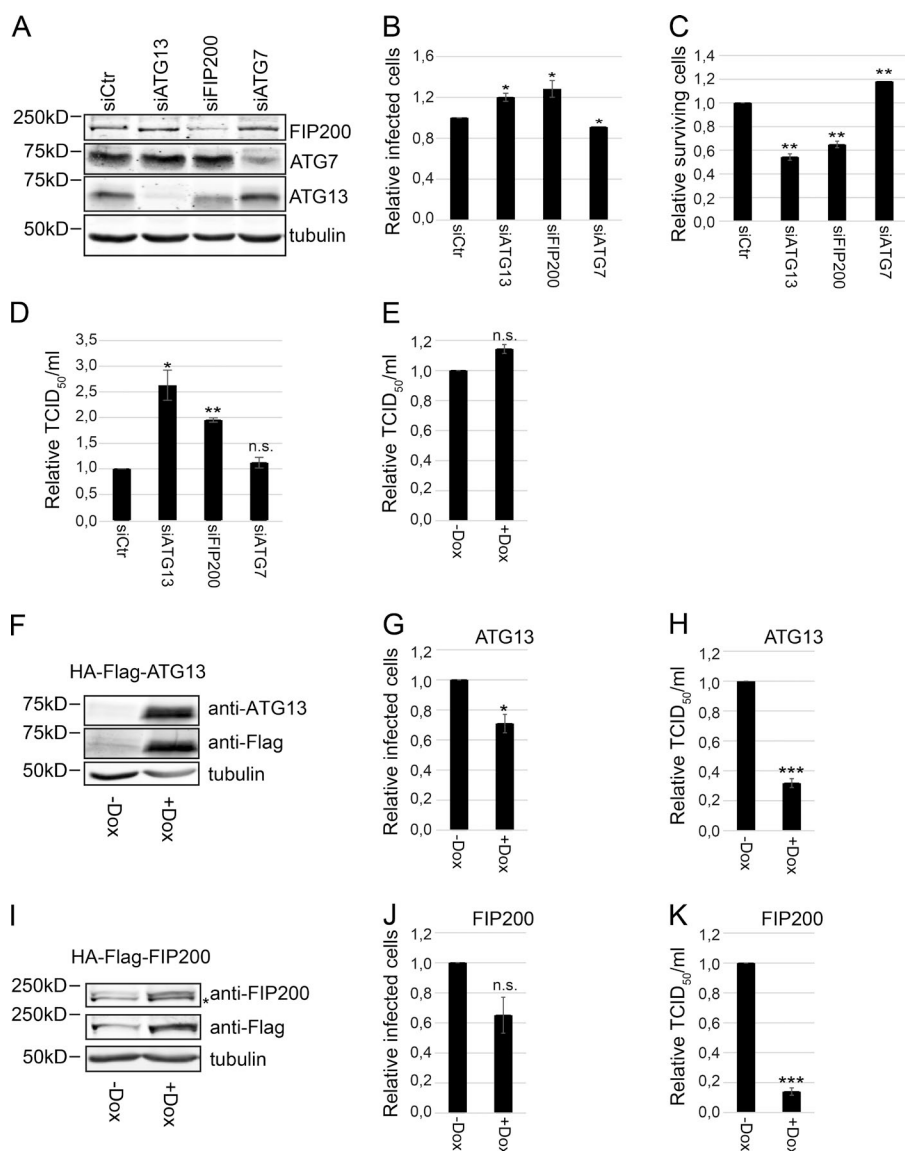 A
siCtr
siATG13
siFIP200
siATG7
250kD
FIP200
75kD
ATG7
75kD
ATG13
50kD
tubulin
B
Relative infected cells
1,6
1,2
0,8
0,4
0,0
*
*
*
siCtr
siATG13
siFIP200
siATG7
C
Relative surviving cells
1,4
1,2
1,0
0,8
0,6
0,4
0,2
0
**
**
**
siCtr
siATG13
siFIP200
siATG7
D
Relative TCID50/ml
3,5
3,0
2,5
2,0
1,5
1,0
0,5
0,0
*
**
n.s.
siCtr
siATG13
siFIP200
siATG7
E
Relative TCID50/ml
1,4
1,2
1,0
0,8
0,6
0,4
0,2
0,0
n.s.
-Dox
+Dox
F
HA-Flag-ATG13
75kD
anti-ATG13
75kD
anti-Flag
50kD
tubulin
-Dox
+Dox
G
ATG13
Relative infected cells
1,2
1,0
0,8
0,6
0,4
0,2
0,0
*
-Dox
+Dox
H
ATG13
Relative TCID50/ml
1,2
1,0
0,8
0,6
0,4
0,2
0,0
***
-Dox
+Dox
I
HA-Flag-FIP200
250kD
anti-FIP200
*
250kD
anti-Flag
50kD
tubulin
-Dox
+Dox
J
FIP200
Relative infected cells
1,2
1,0
0,8
0,6
0,4
0,2
0,0
n.s.
-Dox
+Dox
K
FIP200
Relative TCID50/ml
1,2
1,0
0,8
0,6
0,4
0,2
0,0
***
-Dox
+Dox